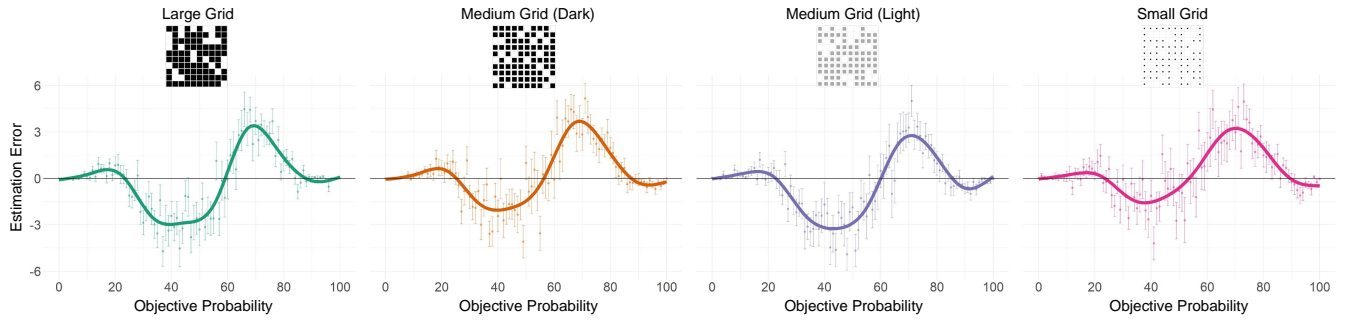 Large Grid
Medium Grid (Dark)
Medium Grid (Light)
Small Grid
Estimation Error
6
3
0
-3
-6
0 20 40 60 80 100
0 20 40 60 80 100
0 20 40 60 80 100
0 20 40 60 80 100
Objective Probability
Objective Probability
Objective Probability
Objective Probability